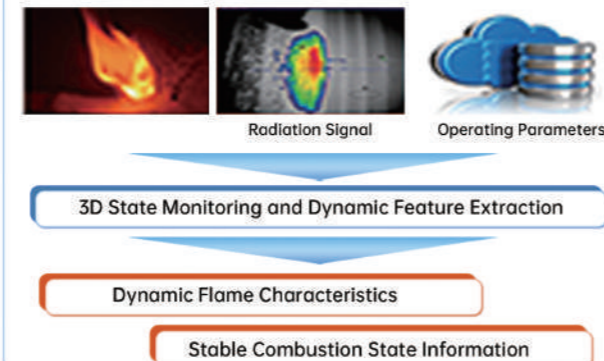 Radiation Signal
Operating Parameters
3D State Monitoring and Dynamic Feature Extraction
Dynamic Flame Characteristics
Stable Combustion State Information